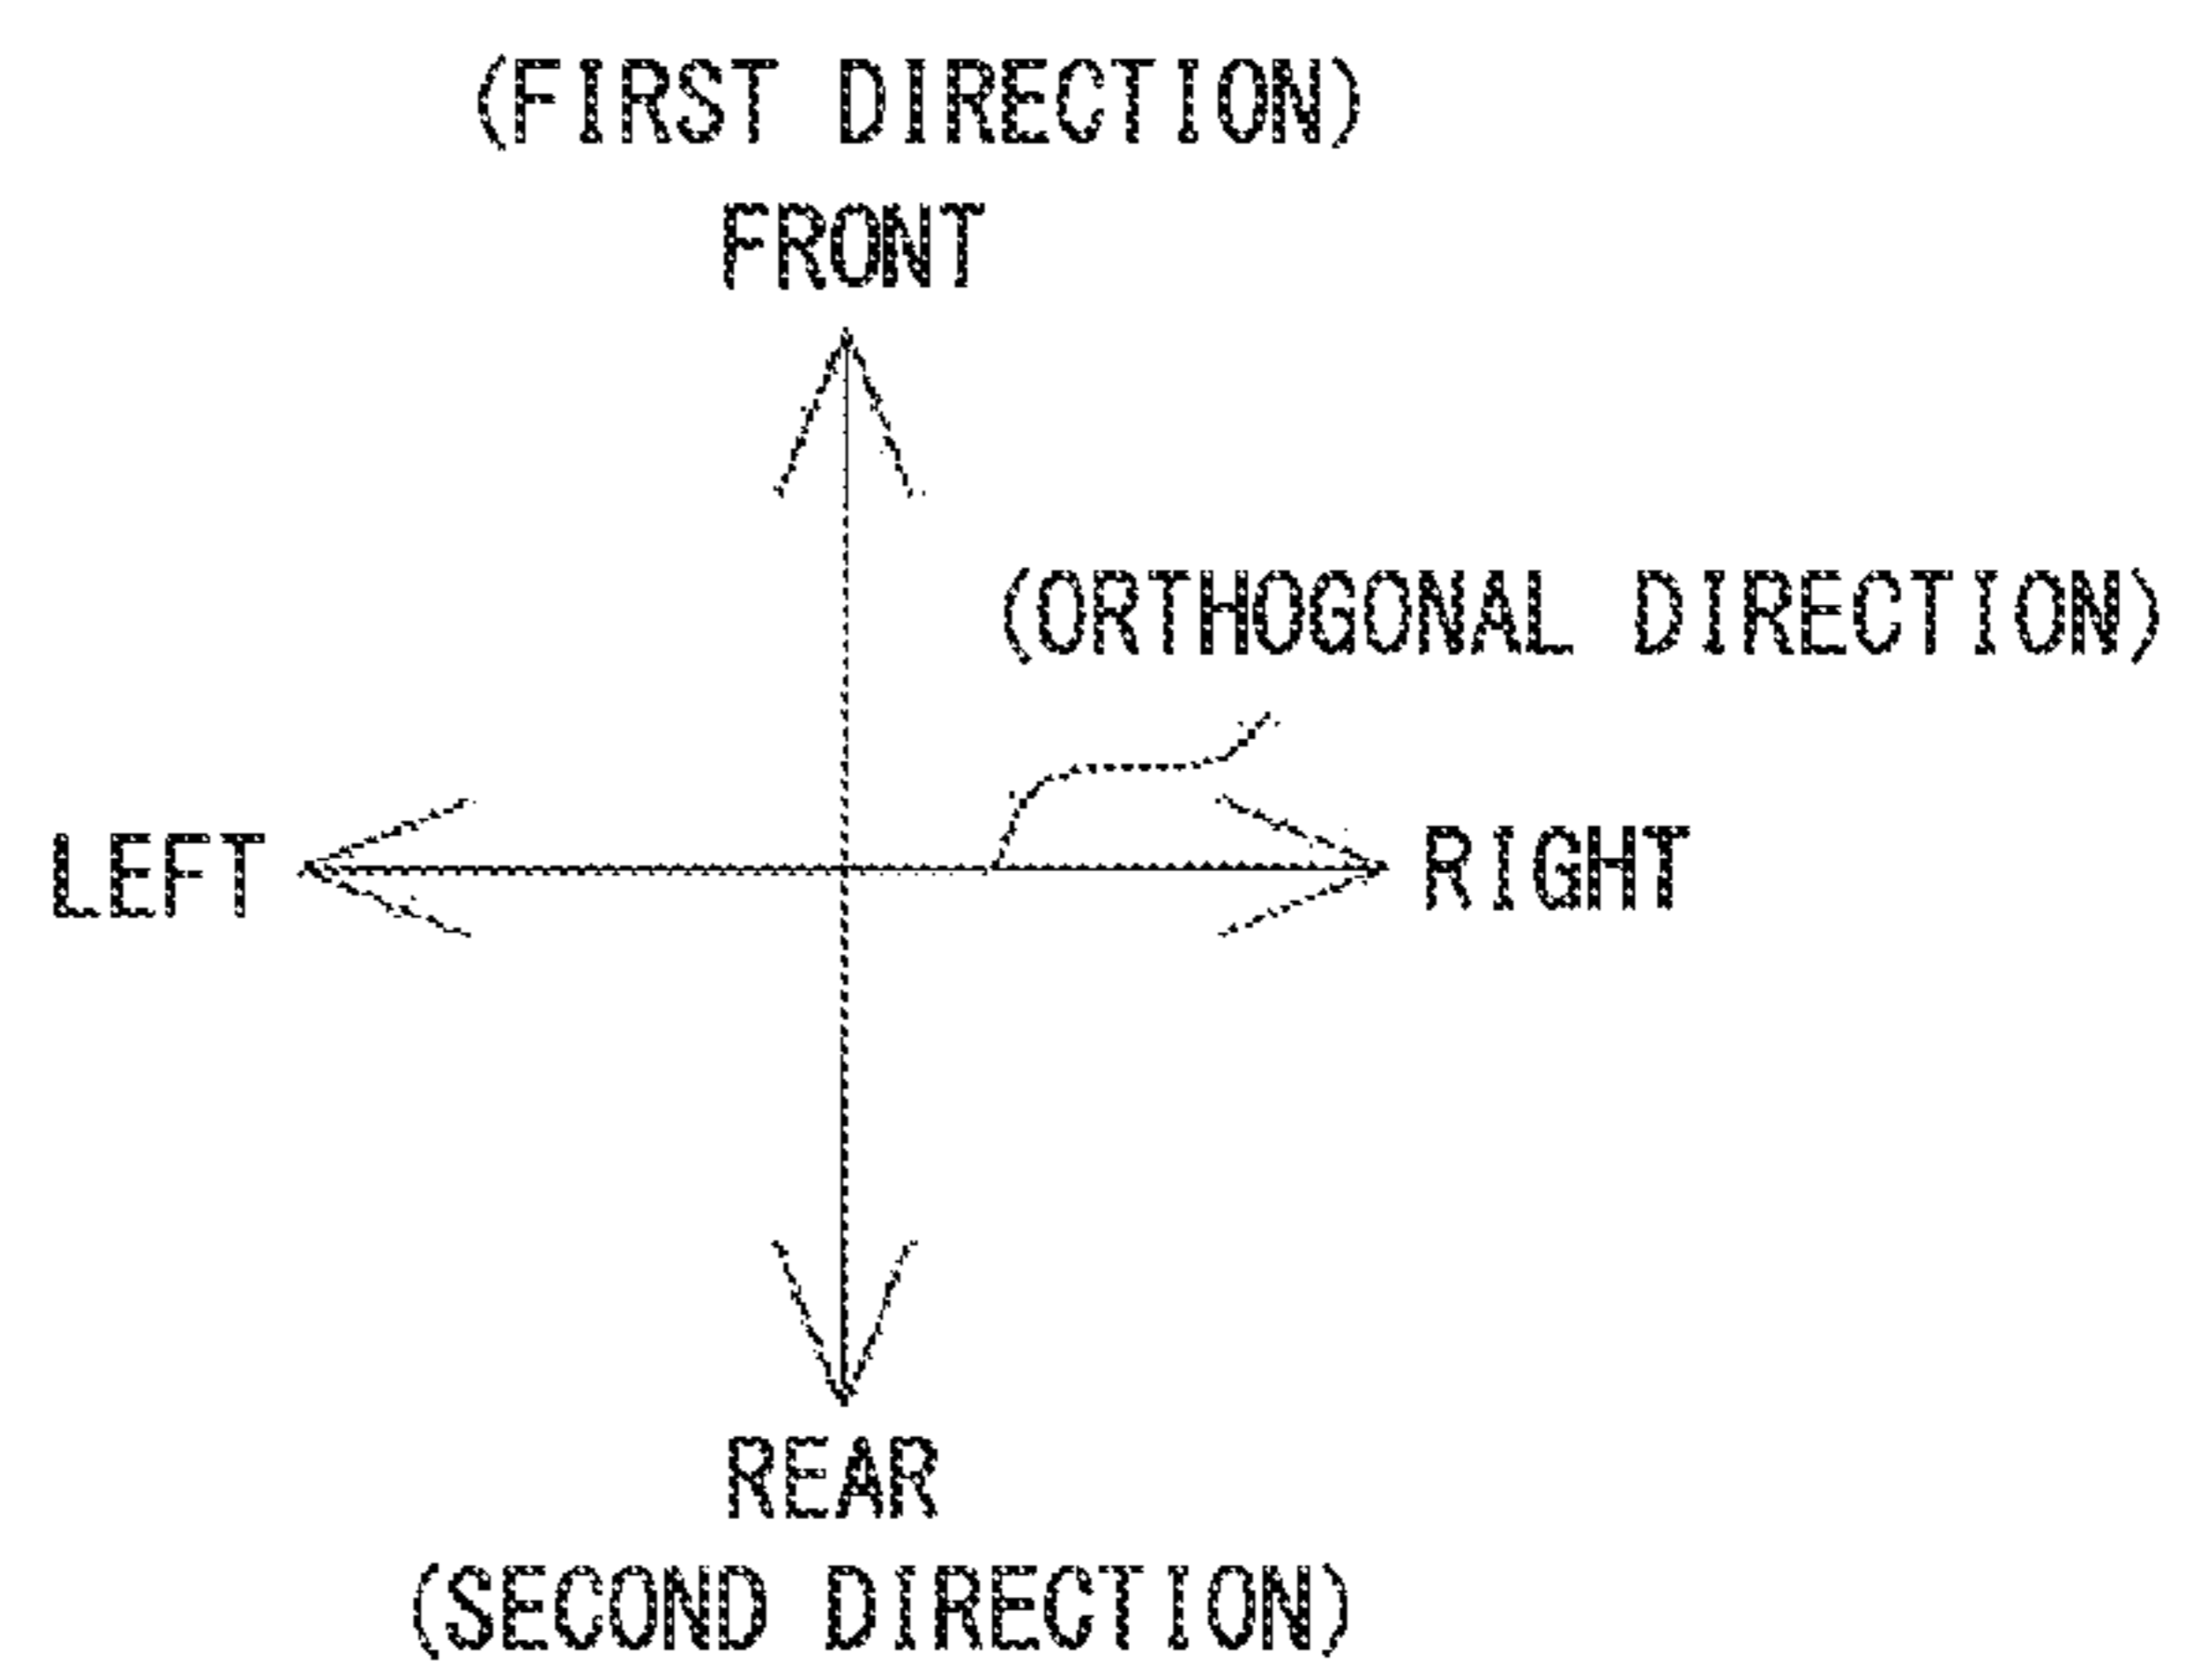 (FIRST DIRECTION)
FRONT
(ORTHOGONAL DIRECTION)
LEFT
RIGHT
REAR
(SECOND DIRECTION)